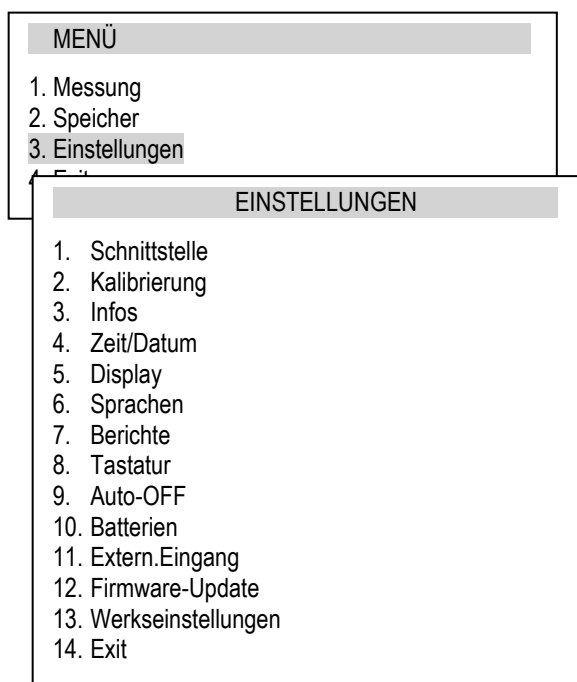 MENÜ
1. Messung
2. Speicher
3. Einstellungen
EINSTELLUNGEN
1. Schnittstelle
2. Kalibrierung
3. Infos
4. Zeit/Datum
5. Display
6. Sprachen
7. Berichte
8. Tastatur
9. Auto-OFF
10. Batterien
11. Extern.Eingang
12. Firmware-Update
13. Werkseinstellungen
14. Exit